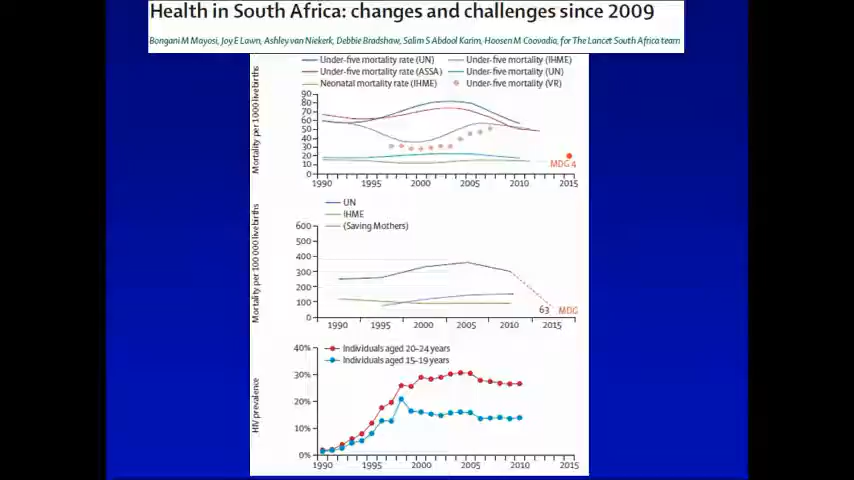 Health in South Africa: changes and challenges since 2009
Bongani M Mayosi, Joy E Lawn, Ashley van Niekerk, Debbie Bradshaw, Salim S Abdool Karim, Hoosen M Coovadia, for The Lancet South Africa team
Under-five mortality rate (UN) Under-five mortality (IHME)
Under-five mortality rate (ASSA) Under-five mortality (UN)
Neonatal mortality rate (IHME) Under-five mortality (VR)
Mortality per 1000 livebirths
90
80
70
60
50
40
30
20
10
0
MDG 4
1990 1995 2000 2005 2010 2015
UN
IHME
(Saving Mothers)
Mortality per 100 000 livebirths
600
500
400
300
200
100
0
63 MDG
1990 1995 2000 2005 2010 2015
Individuals aged 20–24 years
Individuals aged 15–19 years
HIV prevalence
40%
30%
20%
10%
0%
1990 1995 2000 2005 2010 2015